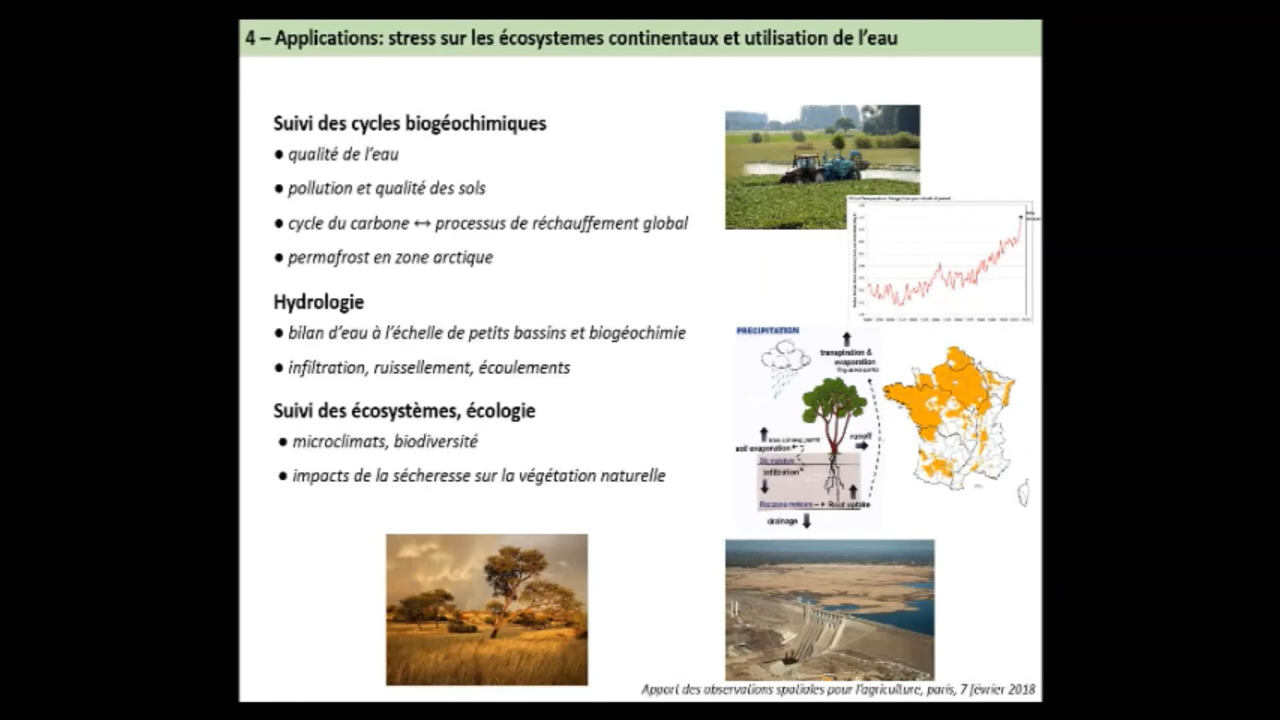 4 – Applications: stress sur les écosystemes continentaux et utilisation de l'eau
Suivi des cycles biogéochimiques
● qualité de l'eau
● pollution et qualité des sols
● cycle du carbone ↔ processus de réchauffement global
● permafrost en zone arctique
Hydrologie
● bilan d'eau à l'échelle de petits bassins et biogéochimie
● infiltration, ruissellement, écoulements
Suivi des écosystèmes, écologie
● microclimats, biodiversité
● impacts de la sécheresse sur la végétation naturelle
PRECIPITATION
transpiration &
evaporation
runoff
soil evaporation
infiltration
Root uptake
drainage
Apport des observations spatiales pour l'agriculture, paris, 7 février 2018